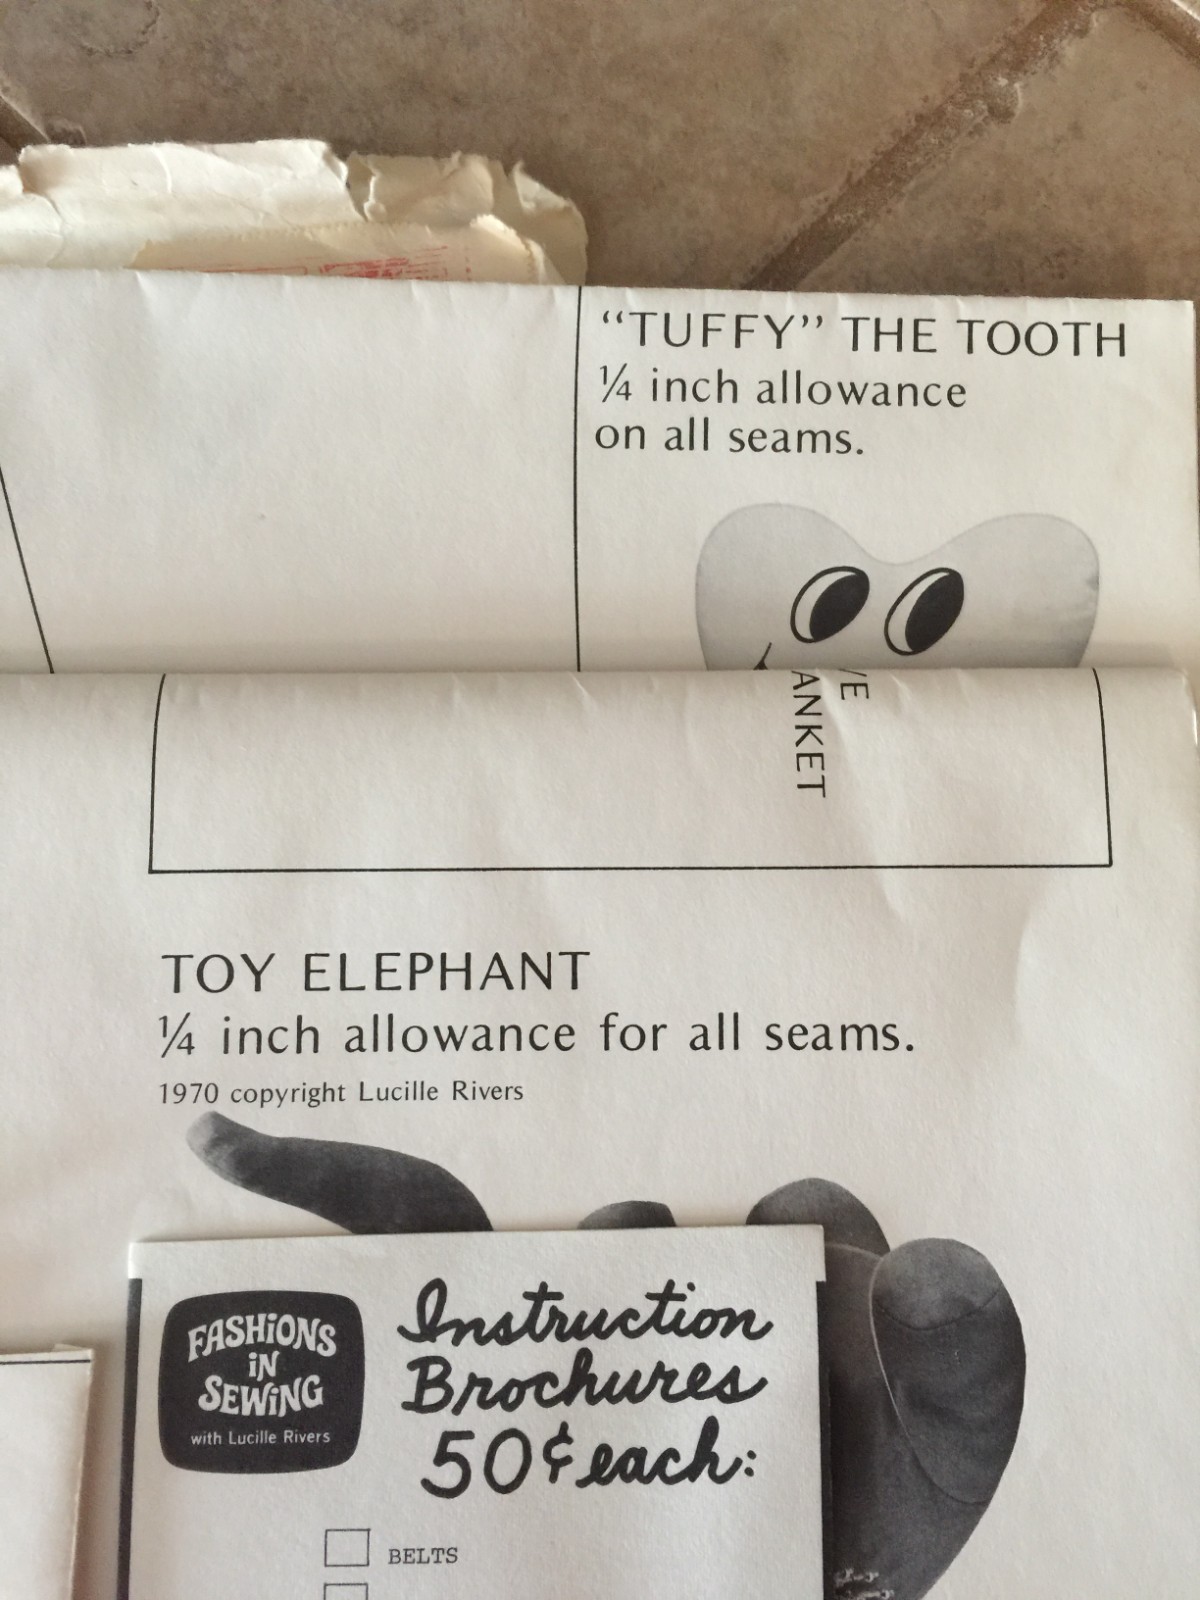 “TUFFY” THE TOOTH
¼ inch allowance
on all seams.
TOY ELEPHANT
¼ inch allowance for all seams.
1970 copyright Lucille Rivers
FASHiONS
iN
SEWiNG
with Lucille Rivers
Instruction
Brochures
50¢ each:
BELTS